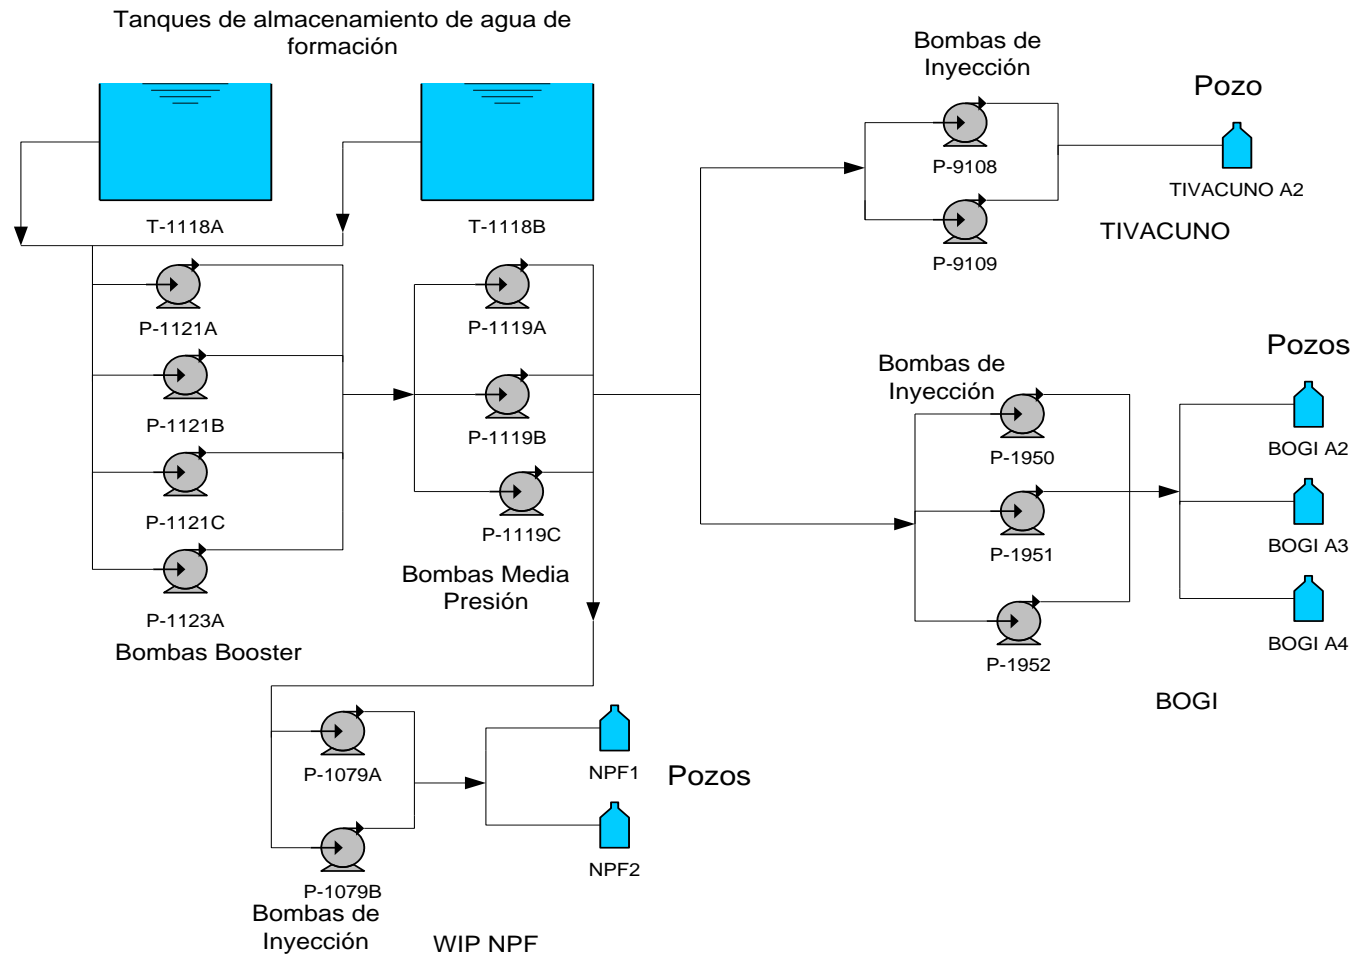 Tanques de almacenamiento de agua de
formación
T-1118A
T-1118B
P-1121A
P-1121B
P-1121C
P-1123A
Bombas Booster
P-1119A
P-1119B
P-1119C
Bombas Media
Presión
Bombas de
Inyección
P-9108
P-9109
Pozo
TIVACUNO A2
TIVACUNO
Bombas de
Inyección
P-1950
P-1951
P-1952
Pozos
BOGI A2
BOGI A3
BOGI A4
BOGI
P-1079A
P-1079B
Bombas de
Inyección
NPF1
NPF2
Pozos
WIP NPF